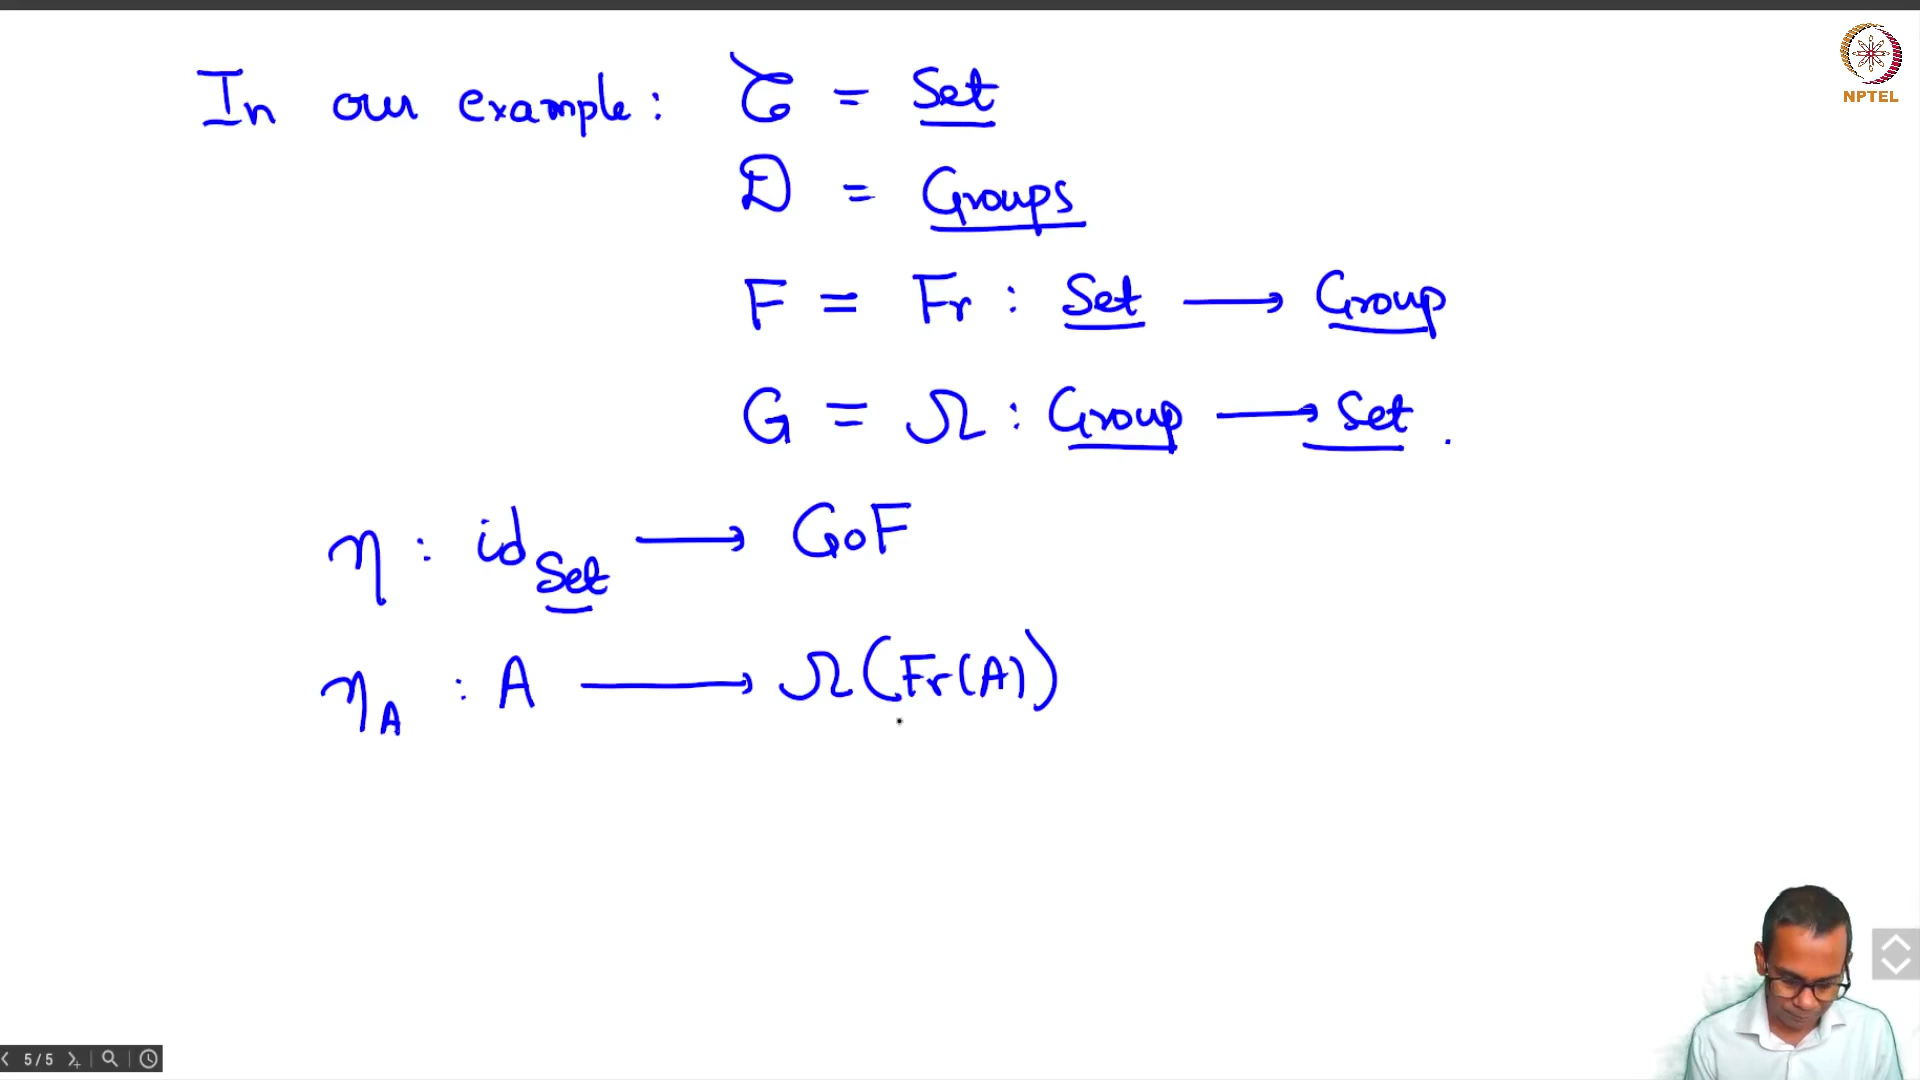 In our example: 𝒞 = Set
NPTEL
D = Groups
F = Fr : Set ⟶ Group
G = Ω : Group ⟶ Set .
η : id_Set ⟶ G∘F
η_A : A ⟶ Ω(Fr(A))
5/5